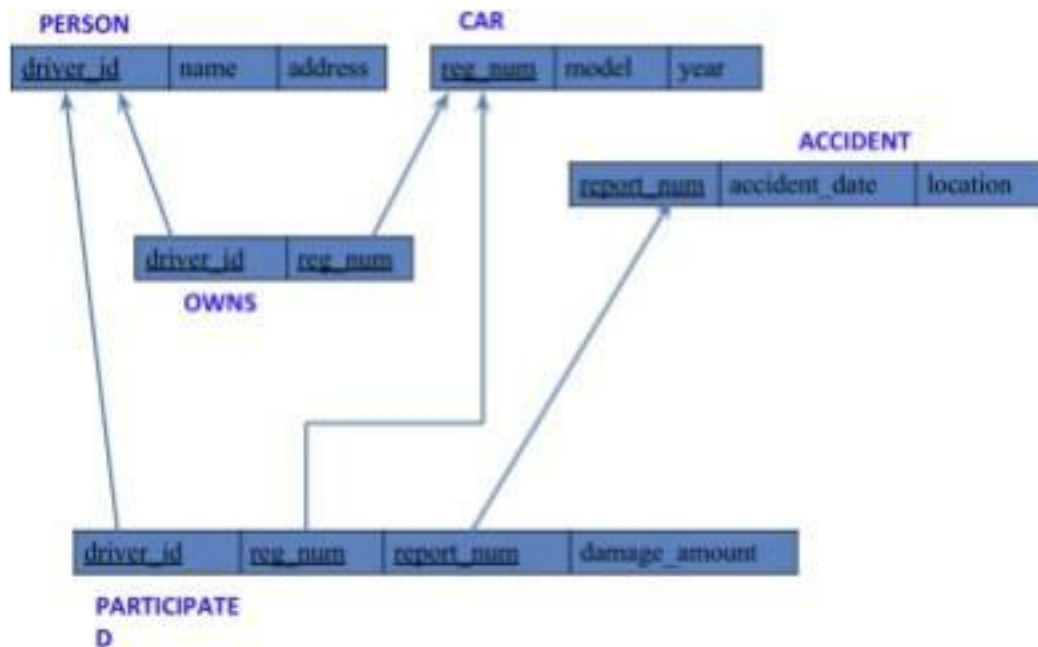 PERSON
CAR
driver_id name address
reg_num model year
ACCIDENT
report_num accident_date location
driver_id reg_num
OWNS
driver_id reg_num report_num damage_amount
PARTICIPATE
D